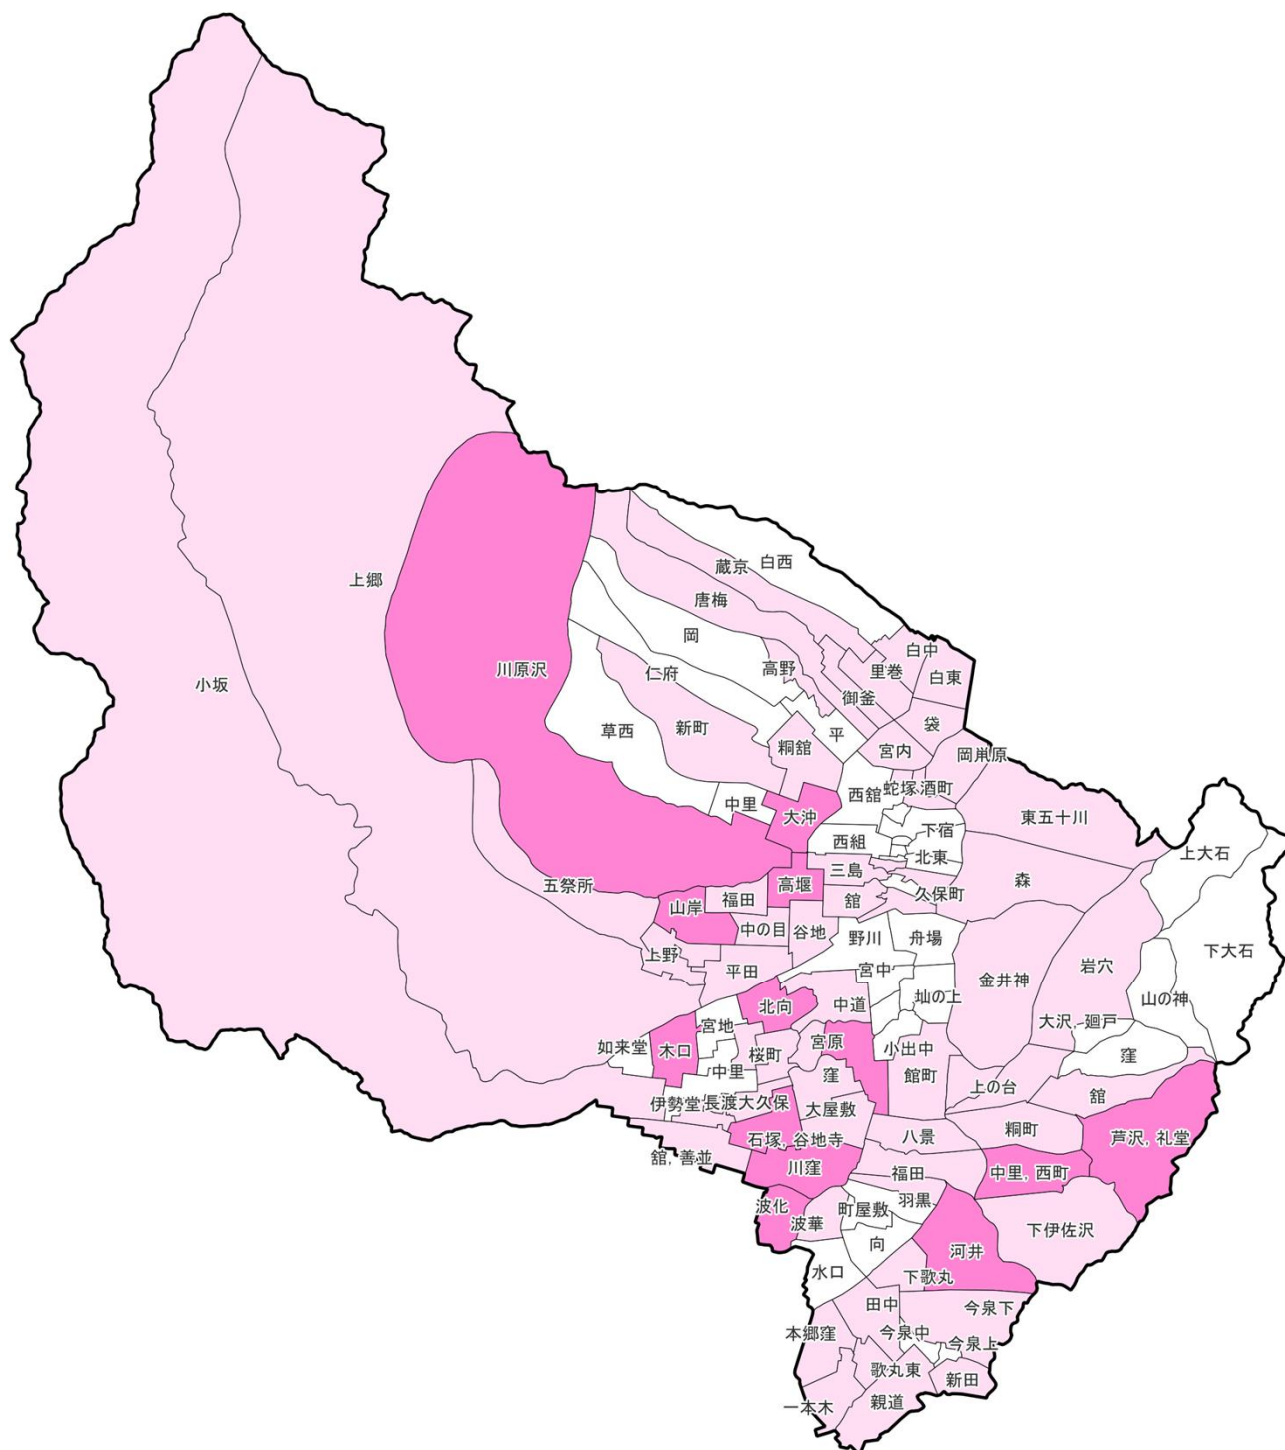 白西
蔵京
上郷
唐梅
岡
白中
川原沢
高野
里巻
仁府
白東
小坂
御釜
袋
新町
草西
平
粡舘
宮内
岡鼡原
西舘
蛇塚
酒町
中里
大沖
東五十川
下宿
西組
北東
上大石
三島
森
五祭所
高堰
久保町
福田
舘
山岸
中の目
谷地
野川
舟場
下大石
上野
平田
宮中
金井神
岩穴
𡉕の上
山の神
北向
中道
宮地
大沢, 廻戸
如来堂
木口
桜町
宮原
小出中
窪
中里
窪
館町
上の台
舘
伊勢堂
長渡
大久保
大屋敷
石塚, 谷地寺
八景
粡町
芦沢, 礼堂
舘, 善並
川窪
福田
中里, 西町
波化
羽黒
町屋敷
波華
下伊佐沢
向
河井
水口
下歌丸
田中
今泉下
本郷窪
今泉中
今泉上
歌丸東
新田
一本木
親道